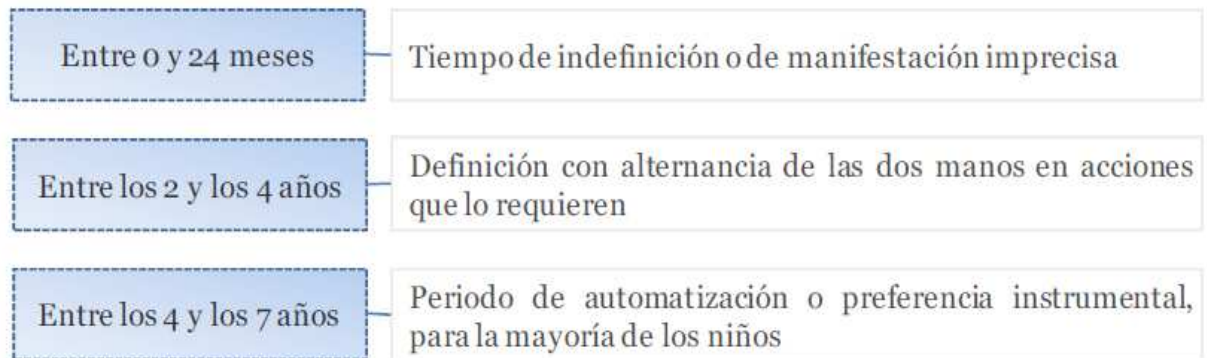 Entre 0 y 24 meses
Tiempo de indefinición o de manifestación imprecisa
Entre los 2 y los 4 años
Definición con alternancia de las dos manos en acciones
que lo requieren
Entre los 4 y los 7 años
Periodo de automatización o preferencia instrumental,
para la mayoría de los niños